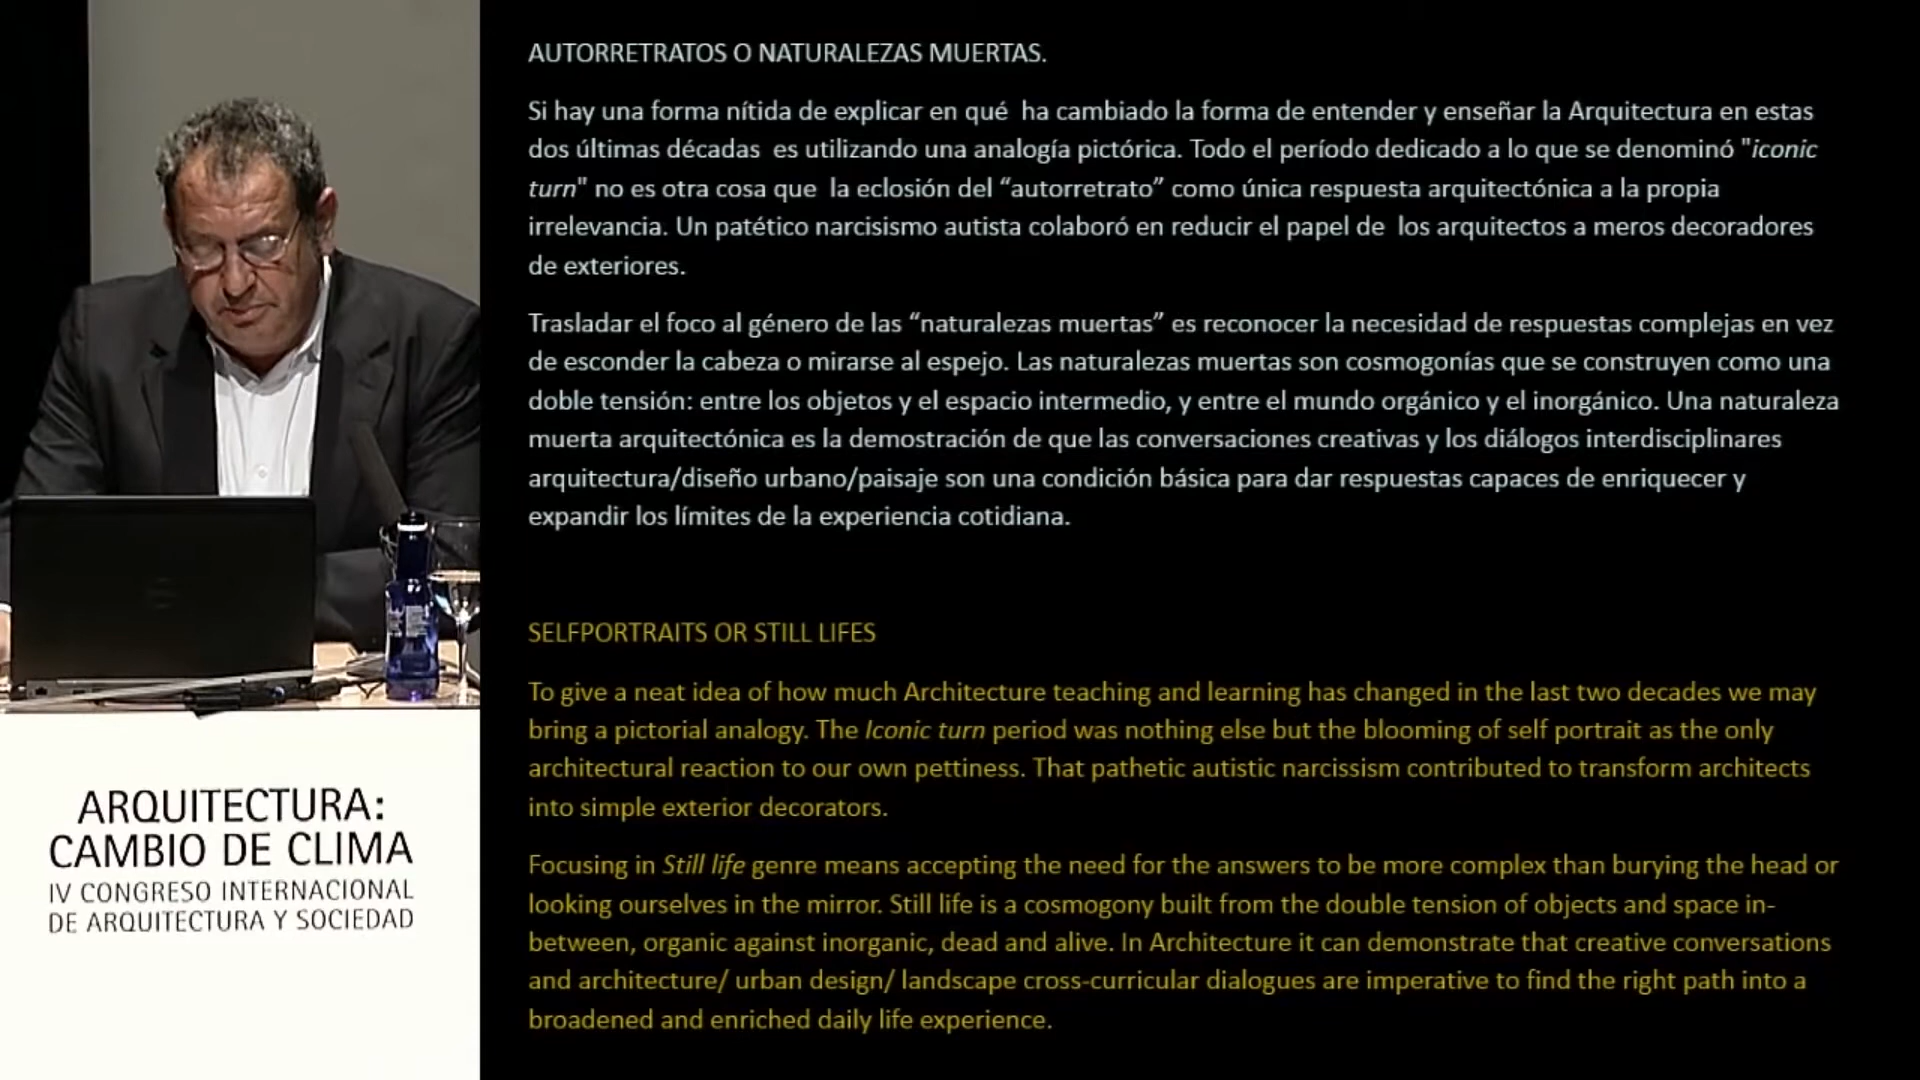 AUTORRETRATOS O NATURALEZAS MUERTAS.
Si hay una forma nítida de explicar en qué ha cambiado la forma de entender y enseñar la Arquitectura en estas
dos últimas décadas es utilizando una analogía pictórica. Todo el período dedicado a lo que se denominó "iconic
turn" no es otra cosa que la eclosión del “autorretrato” como única respuesta arquitectónica a la propia
irrelevancia. Un patético narcisismo autista colaboró en reducir el papel de los arquitectos a meros decoradores
de exteriores.
Trasladar el foco al género de las “naturalezas muertas” es reconocer la necesidad de respuestas complejas en vez
de esconder la cabeza o mirarse al espejo. Las naturalezas muertas son cosmogonías que se construyen como una
doble tensión: entre los objetos y el espacio intermedio, y entre el mundo orgánico y el inorgánico. Una naturaleza
muerta arquitectónica es la demostración de que las conversaciones creativas y los diálogos interdisciplinares
arquitectura/diseño urbano/paisaje son una condición básica para dar respuestas capaces de enriquecer y
expandir los límites de la experiencia cotidiana.
SELFPORTRAITS OR STILL LIFES
To give a neat idea of how much Architecture teaching and learning has changed in the last two decades we may
bring a pictorial analogy. The Iconic turn period was nothing else but the blooming of self portrait as the only
architectural reaction to our own pettiness. That pathetic autistic narcissism contributed to transform architects
into simple exterior decorators.
Focusing in Still life genre means accepting the need for the answers to be more complex than burying the head or
looking ourselves in the mirror. Still life is a cosmogony built from the double tension of objects and space in-
between, organic against inorganic, dead and alive. In Architecture it can demonstrate that creative conversations
and architecture/ urban design/ landscape cross-curricular dialogues are imperative to find the right path into a
broadened and enriched daily life experience.
ARQUITECTURA:
CAMBIO DE CLIMA
IV CONGRESO INTERNACIONAL
DE ARQUITECTURA Y SOCIEDAD